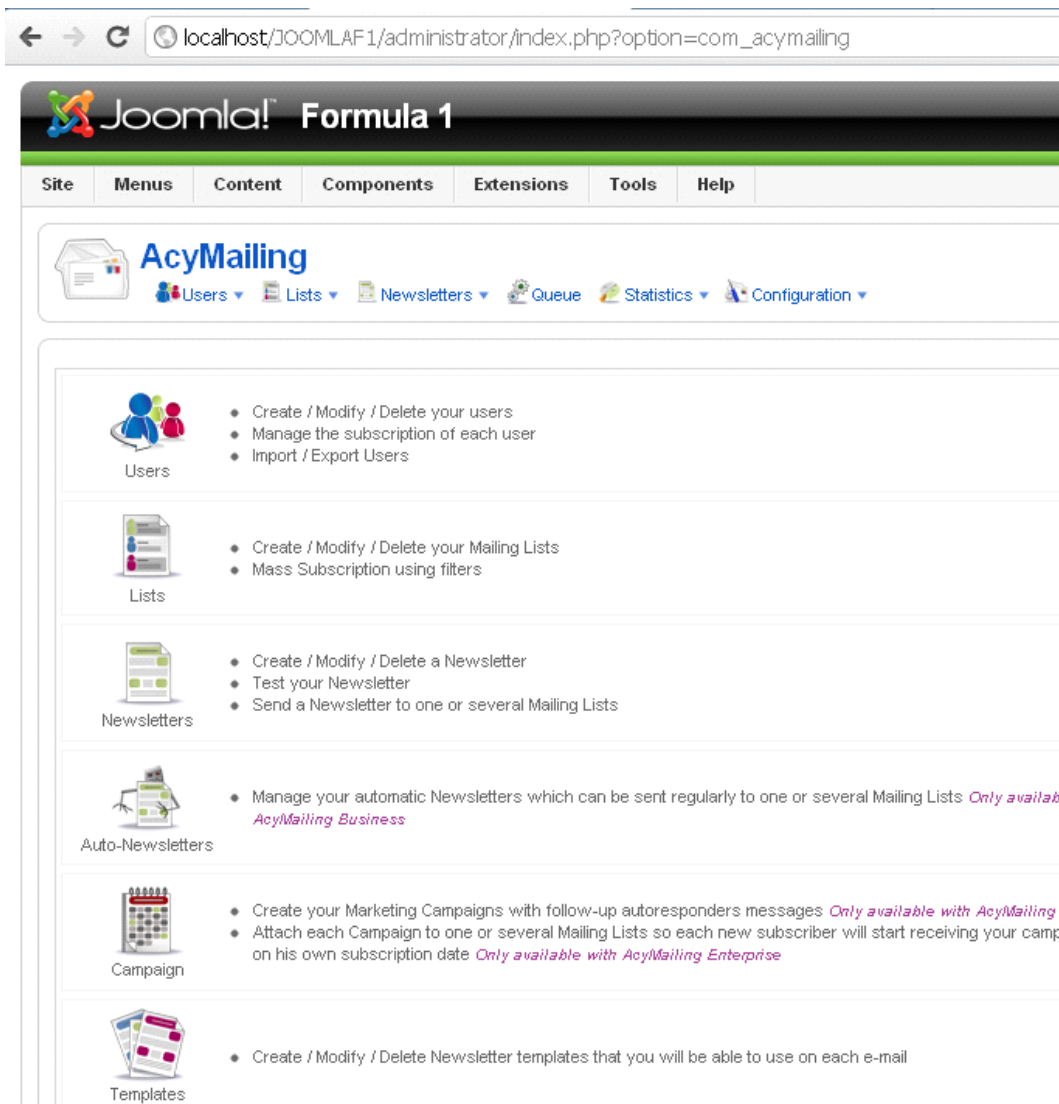 localhost/JOOMLAF1/administrator/index.php?option=com_acymailing
Joomla!™ Formula 1
Site Menus Content Components Extensions Tools Help
AcyMailing
Users Lists Newsletters Queue Statistics Configuration
• Create / Modify / Delete your users
• Manage the subscription of each user
• Import / Export Users
Users
• Create / Modify / Delete your Mailing Lists
• Mass Subscription using filters
Lists
• Create / Modify / Delete a Newsletter
• Test your Newsletter
• Send a Newsletter to one or several Mailing Lists
Newsletters
• Manage your automatic Newsletters which can be sent regularly to one or several Mailing Lists Only
AcyMailing Business
Auto-Newsletters
• Create your Marketing Campaigns with follow-up autoresponders messages Only available with AcyMailing
• Attach each Campaign to one or several Mailing Lists so each new subscriber will start receiving your
on his own subscription date Only available with AcyMailing Enterprise
Campaign
• Create / Modify / Delete Newsletter templates that you will be able to use on each e-mail
Templates